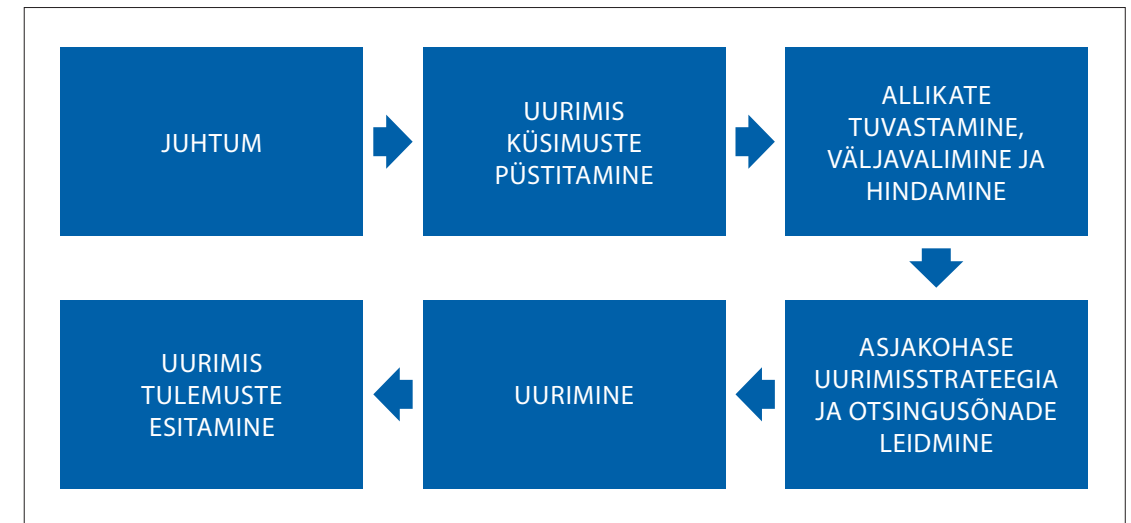 JUHTUM
UURIMIS
KÜSIMUSTE
PÜSTITAMINE
ALLIKATE
TUVASTAMINE,
VÄLJAVALIMINE JA
HINDAMINE
ASJAKOHASE
UURIMISSTRATEEGIA
JA OTSINGUSÕNADE
LEIDMINE
UURIMINE
UURIMIS
TULEMUSTE
ESITAMINE